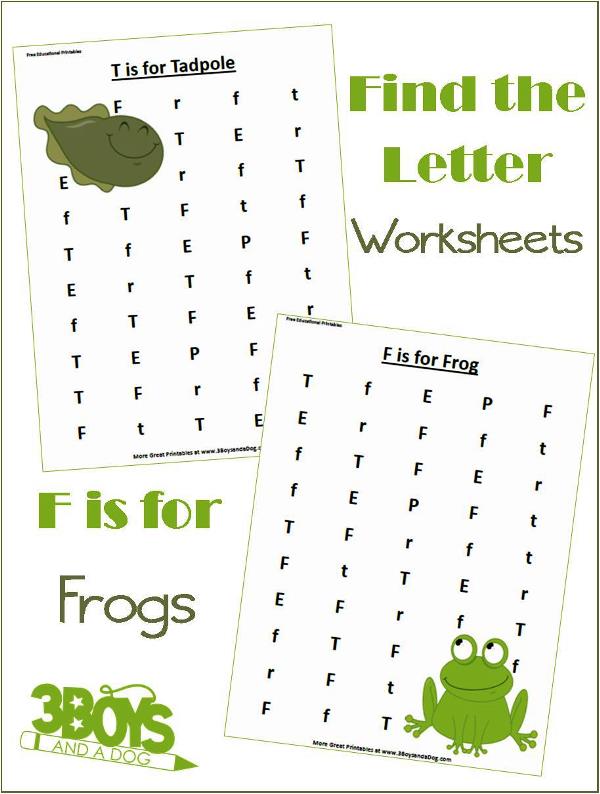 Free Educational Printables
T is for Tadpole
F r f t
T E r
E r f T
f T F t f
T f E P F
E r T f t
f T F E r
T E P F
T F r f
F t T E
More Great Printables at www.3BoysandaDog.
Find the
Letter
Worksheets
Free Educational Printables
F is for Frog
T f E P F
E r F f t
f T F E r
f E P F t
T F r f t
F t T E r
E F r f T
f T F f
r F t
F f T
More Great Printables at www.3BoysandaDog.com
F is for
Frogs
3BOYS
AND A DOG